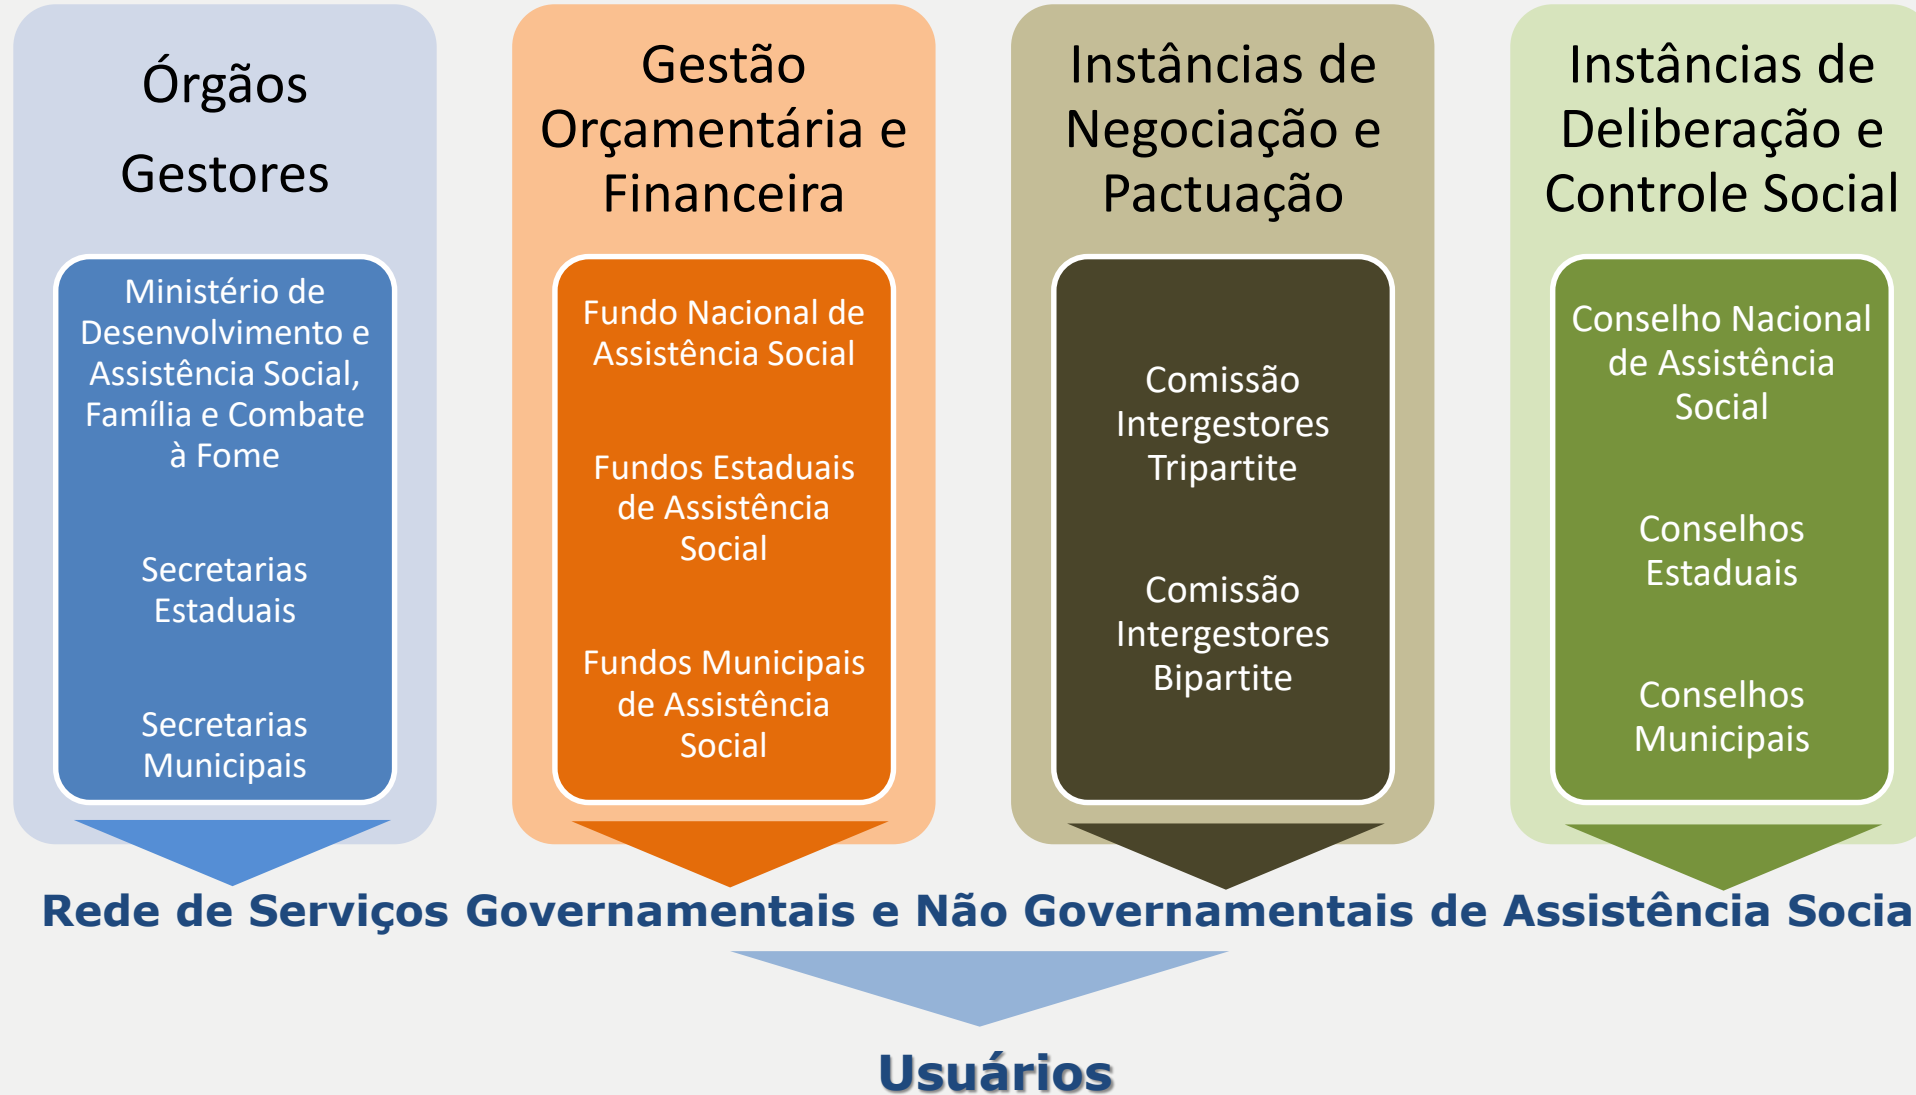 Órgãos
Gestores
Ministério de
Desenvolvimento e
Assistência Social,
Família e Combate
à Fome
Secretarias
Estaduais
Secretarias
Municipais
Gestão
Orçamentária e
Financeira
Fundo Nacional de
Assistência Social
Fundos Estaduais
de Assistência
Social
Fundos Municipais
de Assistência
Social
Instâncias de
Negociação e
Pactuação
Comissão
Intergestores
Tripartite
Comissão
Intergestores
Bipartite
Instâncias de
Deliberação e
Controle Social
Conselho Nacional
de Assistência
Social
Conselhos
Estaduais
Conselhos
Municipais
Rede de Serviços Governamentais e Não Governamentais de Assistência Socia
Usuários